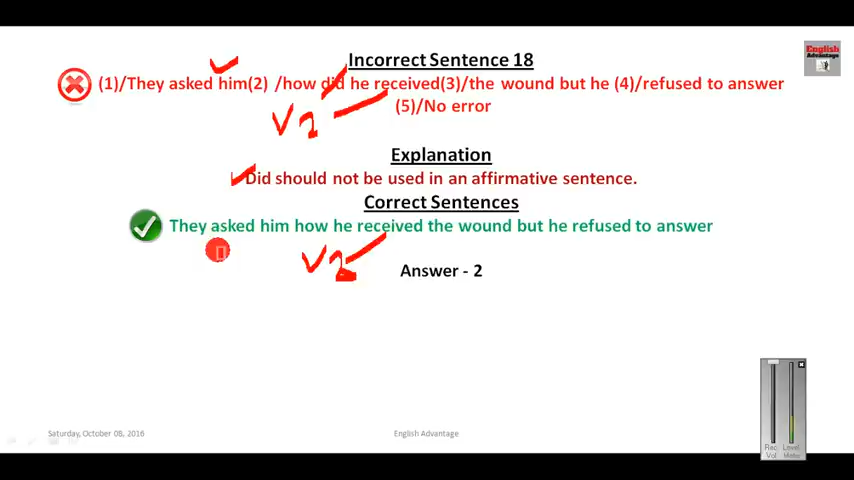 English
Advantage
Incorrect Sentence 18
(1)/They asked him(2) /how did he received(3)/the wound but he (4)/refused to answer
(5)/No error
V2
Explanation
Did should not be used in an affirmative sentence.
Correct Sentences
They asked him how he received the wound but he refused to answer
V2
Answer - 2
Rec Level
Vol Meter
Saturday, October 08, 2016 English Advantage